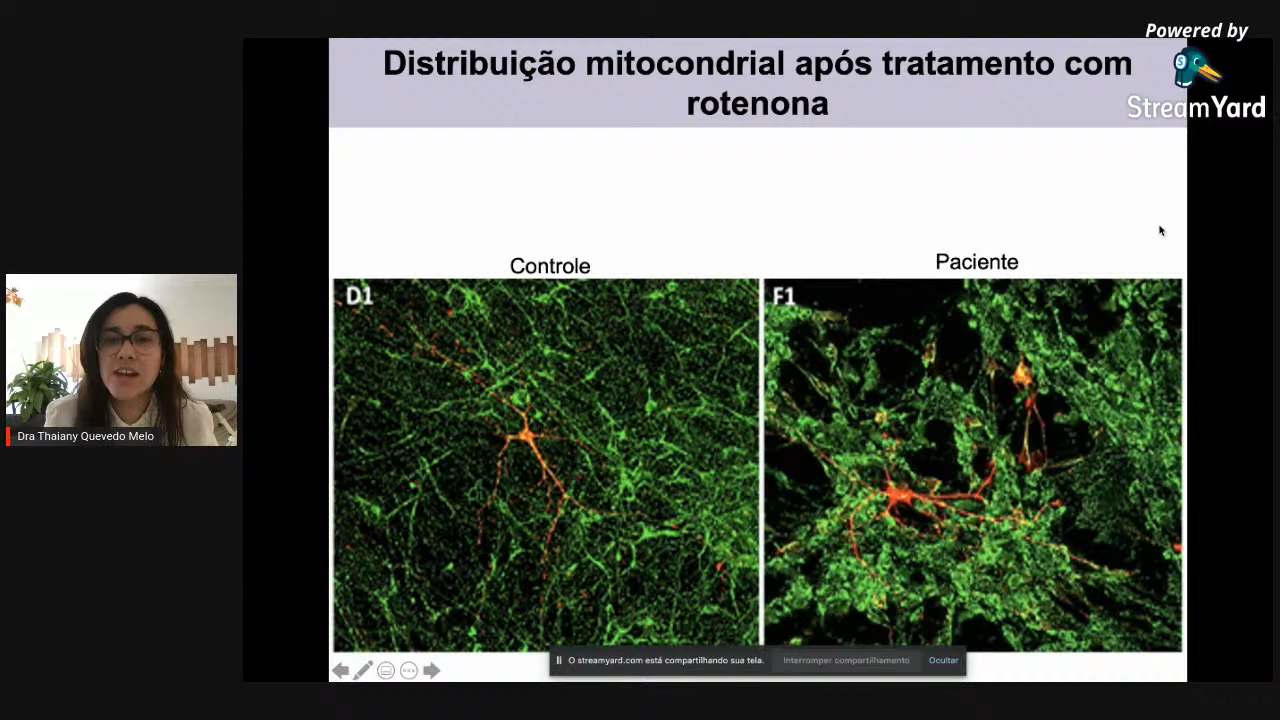 Powered by
StreamYard
Distribuição mitocondrial após tratamento com
rotenona
Controle
Paciente
D1
F1
Dra Thaiany Quevedo Melo
O streamyard.com está compartilhando sua tela.
Interromper compartilhamento
Ocultar